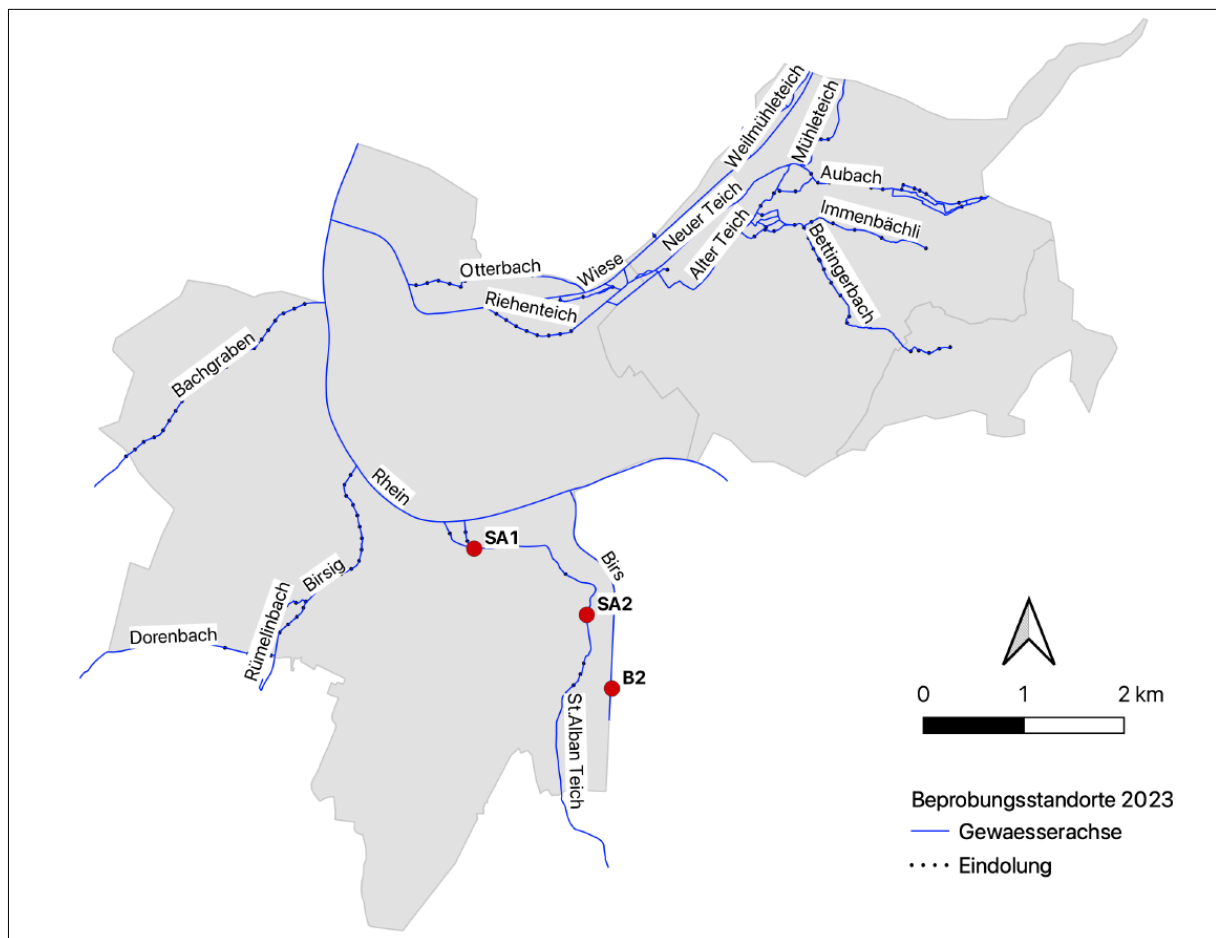 Weilmühleteich
Mühleteich
Aubach
Immenbächli
Neuer Teich
Alter Teich
Bettingerbach
Otterbach
Wiese
Riehenteich
Bachgraben
Rhein
SA1
Birs
Birsig
SA2
Rümelinbach
Dorenbach
B2
St.Alban Teich
0 1 2 km
Beprobungsstandorte 2023
Gewaesserachse
Eindolung